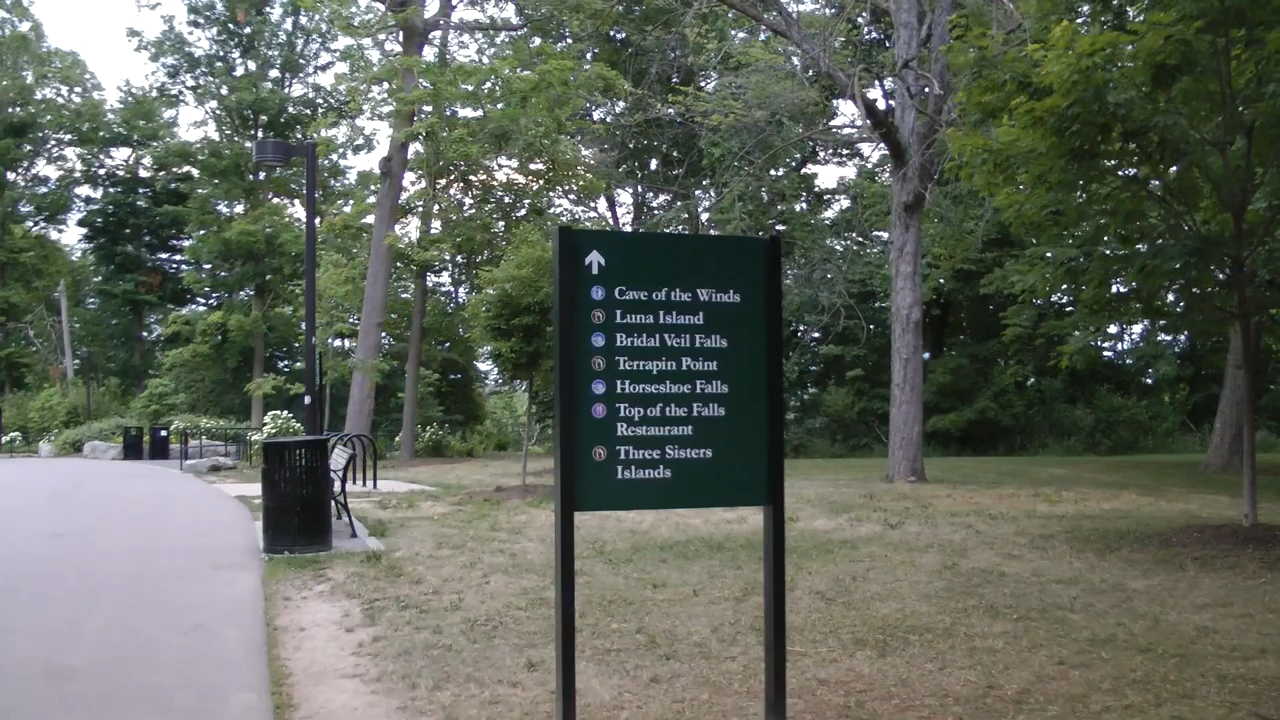 Cave of the Winds
Luna Island
Bridal Veil Falls
Terrapin Point
Horseshoe Falls
Top of the Falls
Restaurant
Three Sisters
Islands